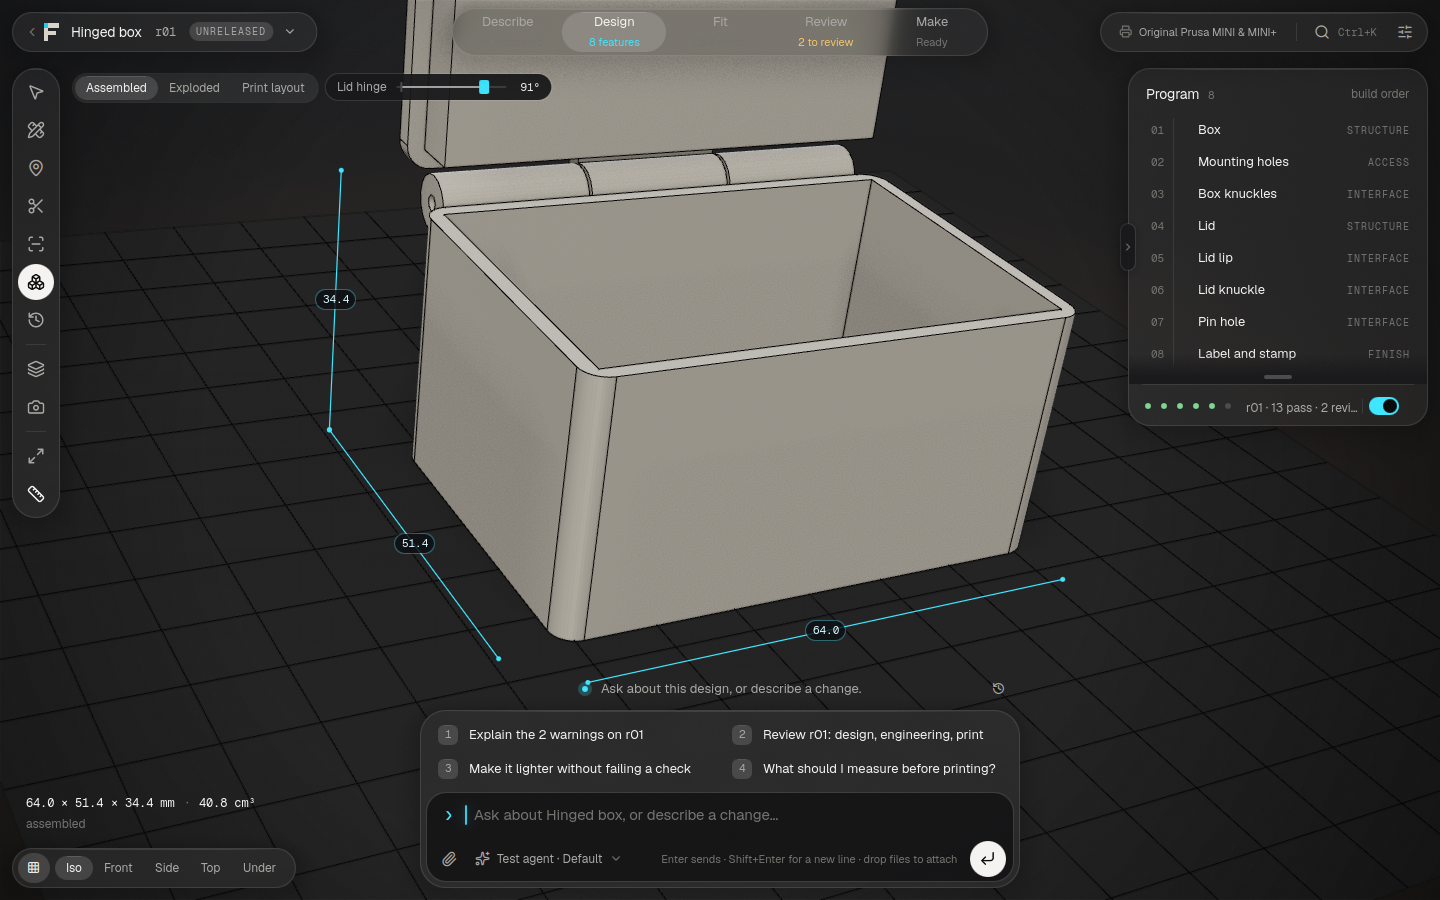 Hinged box r01 UNRELEASED
Describe
Design
8 features
Fit
Review
2 to review
Make
Ready
Original Prusa MINI & MINI+
Ctrl+K
Assembled Exploded Print layout
Lid hinge 91°
Program 8 build order
01 Box STRUCTURE
02 Mounting holes ACCESS
03 Box knuckles INTERFACE
04 Lid STRUCTURE
05 Lid lip INTERFACE
06 Lid knuckle INTERFACE
07 Pin hole INTERFACE
08 Label and stamp FINISH
r01 · 13 pass · 2 revi...
34.4
51.4
64.0
Ask about this design, or describe a change.
1 Explain the 2 warnings on r01
2 Review r01: design, engineering, print
3 Make it lighter without failing a check
4 What should I measure before printing?
Ask about Hinged box, or describe a change...
Test agent · Default
Enter sends · Shift+Enter for a new line · drop files to attach
64.0 × 51.4 × 34.4 mm · 40.8 cm³
assembled
Iso Front Side Top Under